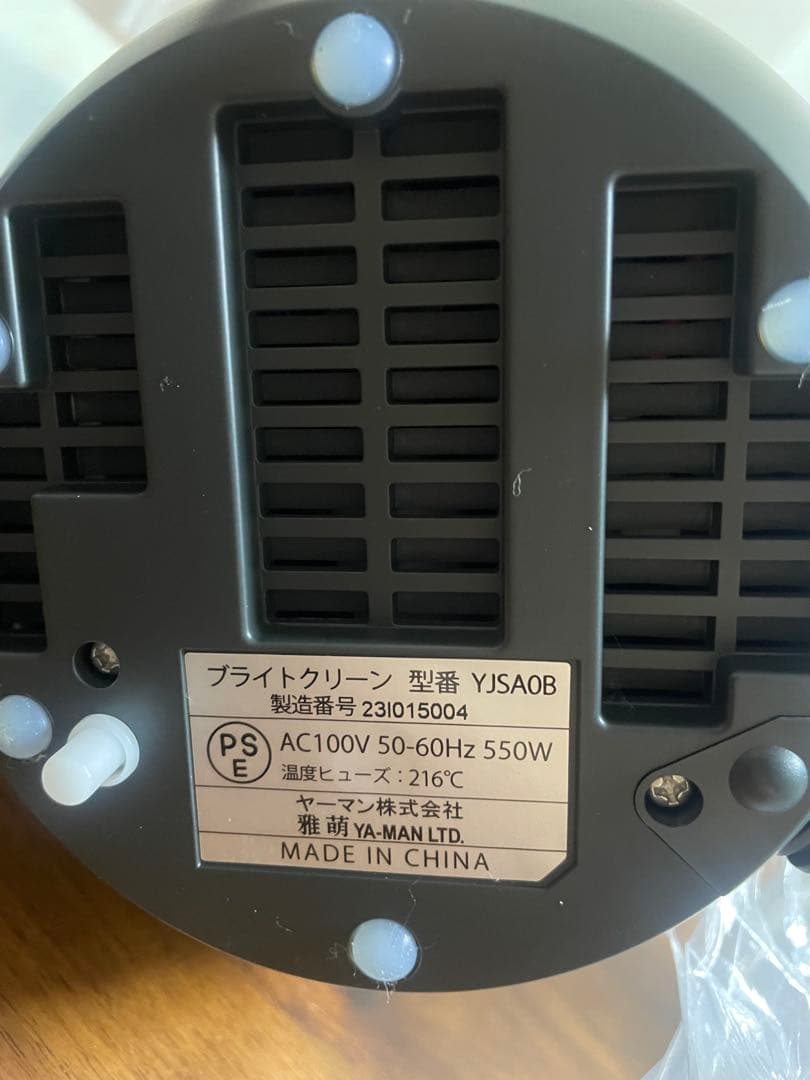 ブライトクリーン 型番 YJSA0B
製造番号 23I015004
PSE AC100V 50-60Hz 550W
温度ヒューズ：216℃
ヤーマン株式会社
雅萌 YA-MAN LTD.
MADE IN CHINA